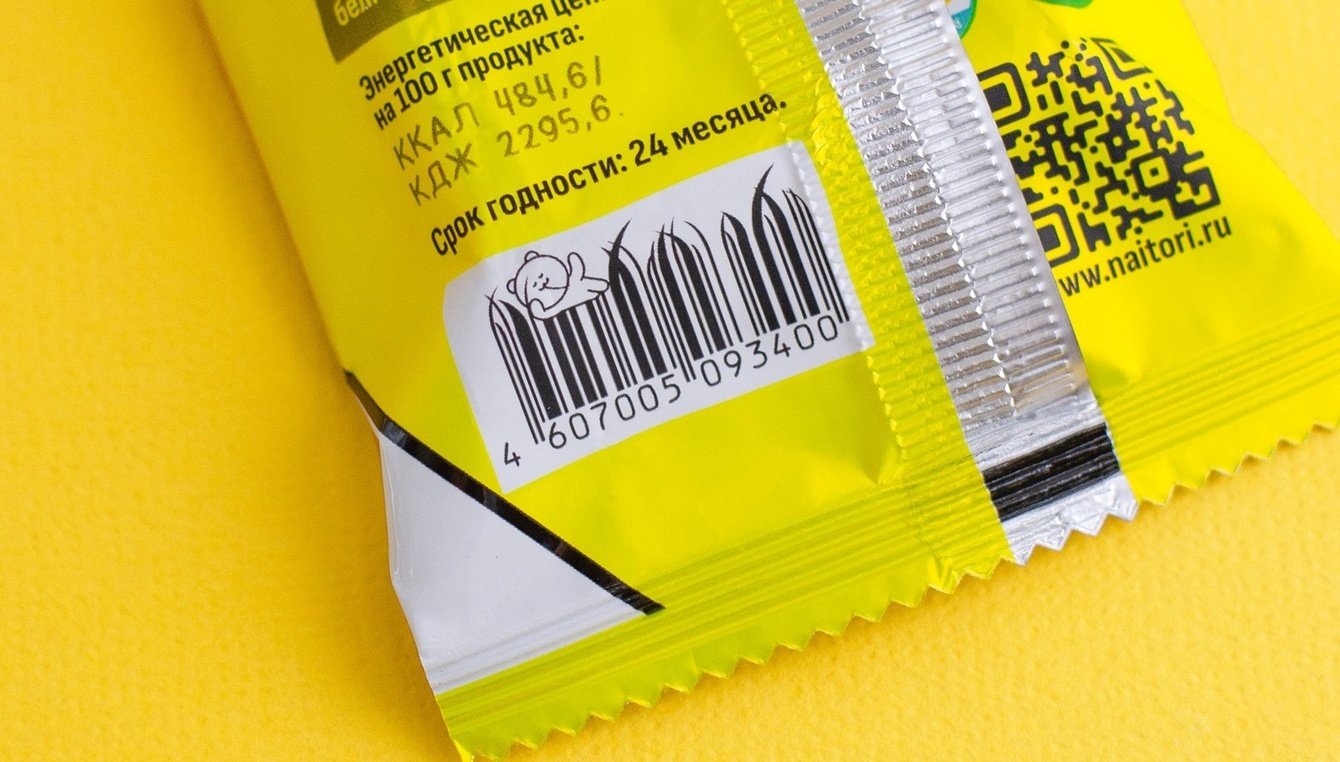 Энергетическая
на 100 г продукта:
ККАЛ 484,6/
КДЖ 2295,6.
Срок годности: 24 месяца.
4 607005 093400
www.naitori.ru